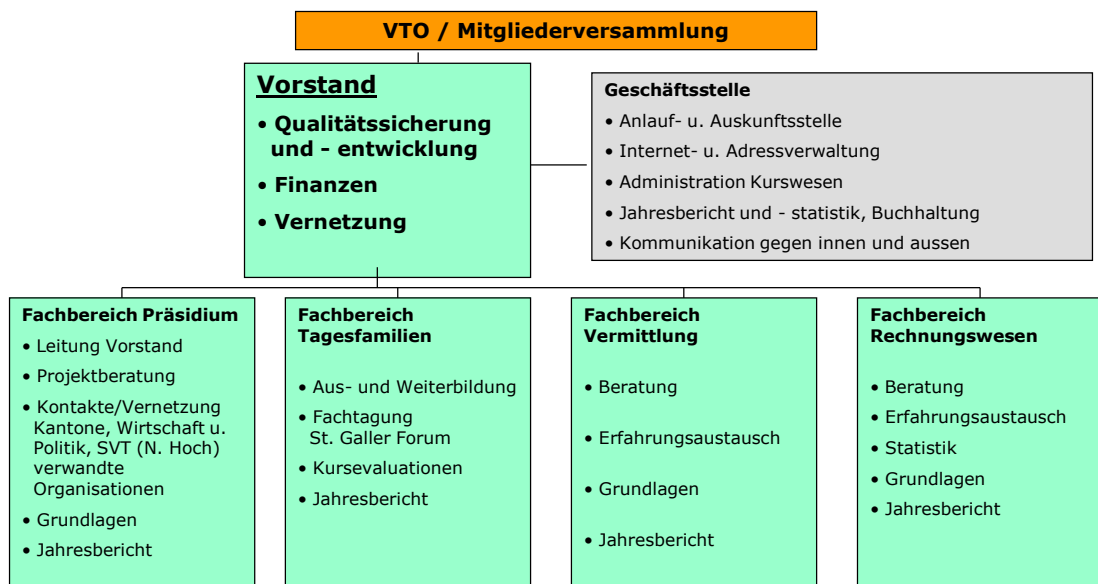 VTO / Mitgliederversammlung
Vorstand
• Qualitätssicherung
und - entwicklung
• Finanzen
• Vernetzung
Geschäftsstelle
• Anlauf- u. Auskunftsstelle
• Internet- u. Adressverwaltung
• Administration Kurswesen
• Jahresbericht und - statistik, Buchhaltung
• Kommunikation gegen innen und aussen
Fachbereich Präsidium
• Leitung Vorstand
• Projektberatung
• Kontakte/Vernetzung
Kantone, Wirtschaft u.
Politik, SVT (N. Hoch)
verwandte
Organisationen
• Grundlagen
• Jahresbericht
Fachbereich
Tagesfamilien
• Aus- und Weiterbildung
• Fachtagung
St. Galler Forum
• Kursevaluationen
• Jahresbericht
Fachbereich
Vermittlung
• Beratung
• Erfahrungsaustausch
• Grundlagen
• Jahresbericht
Fachbereich
Rechnungswesen
• Beratung
• Erfahrungsaustausch
• Statistik
• Grundlagen
• Jahresbericht